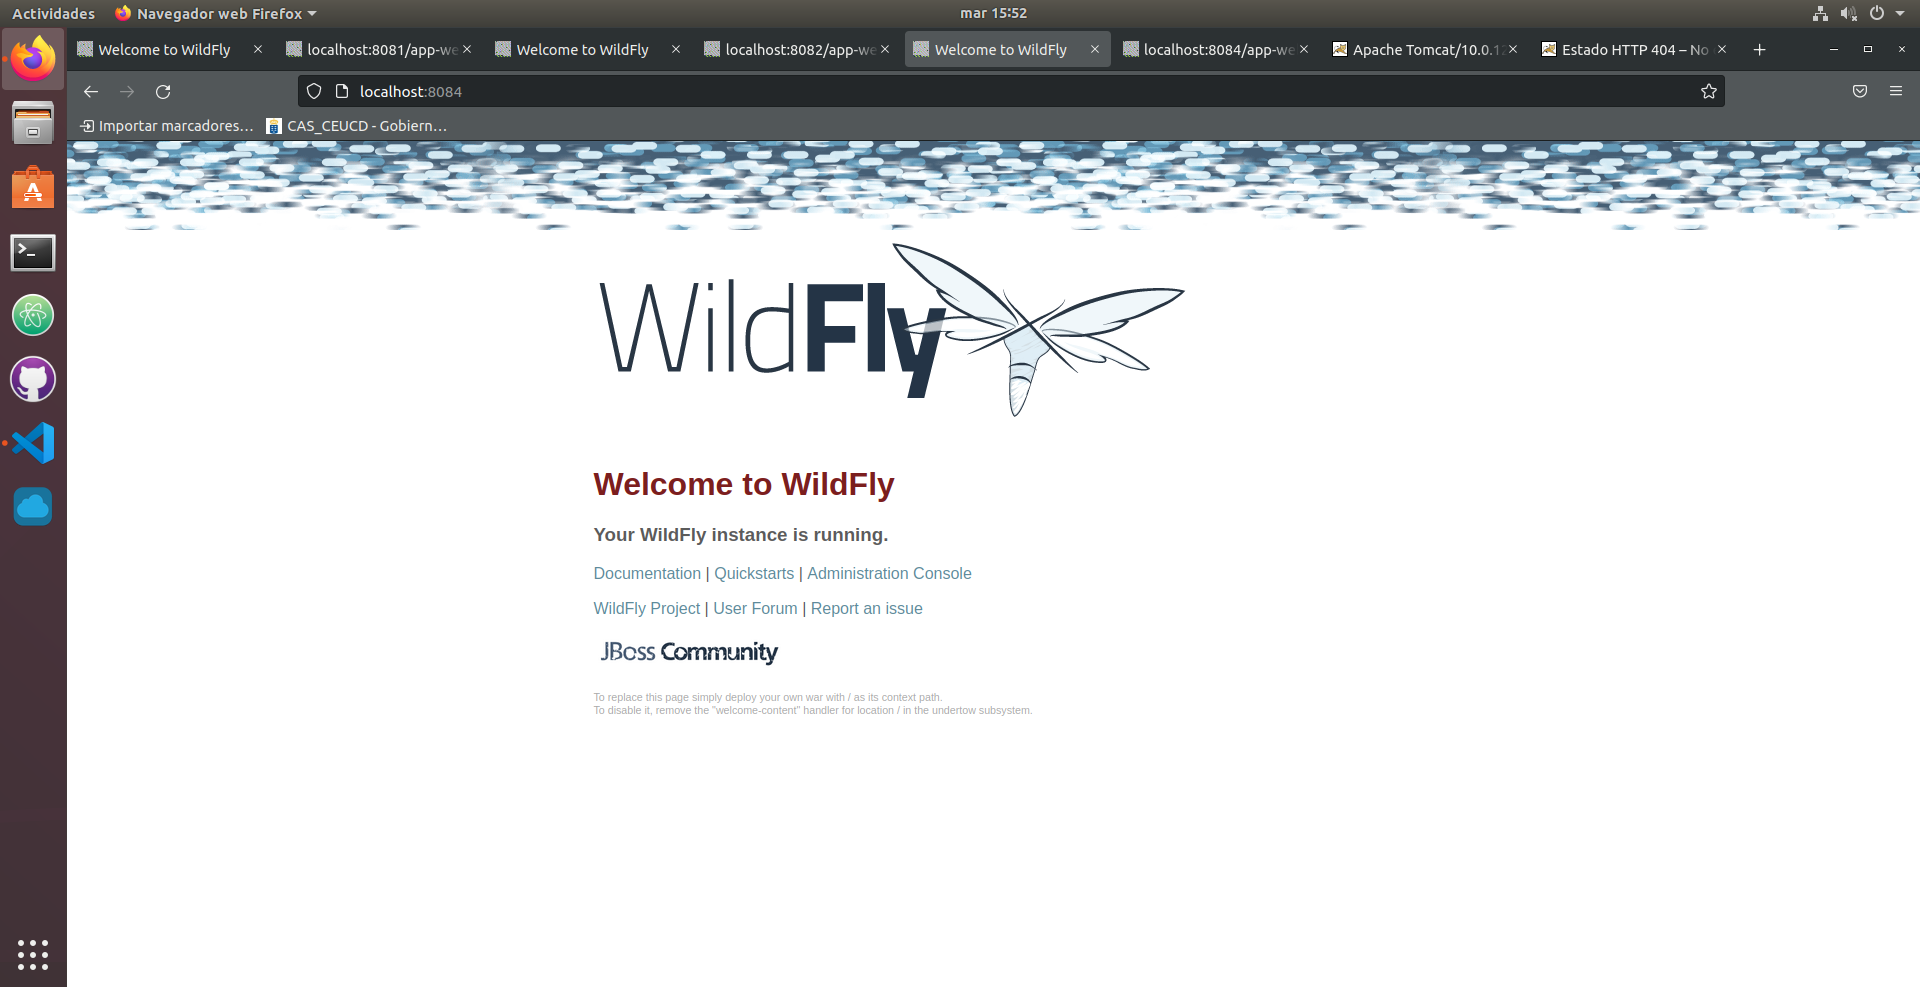 Actividades Navegador web Firefox mar 15:52
Welcome to WildFly localhost:8081/app-we Welcome to WildFly localhost:8082/app-we Welcome to WildFly localhost:8084/app-we Apache Tomcat/10.0.12 Estado HTTP 404 – No
localhost:8084
Importar marcadores... CAS_CEUCD - Gobiern...
WildFly
Welcome to WildFly
Your WildFly instance is running.
Documentation | Quickstarts | Administration Console
WildFly Project | User Forum | Report an issue
JBoss Community
To replace this page simply deploy your own war with / as its context path.
To disable it, remove the "welcome-content" handler for location / in the undertow subsystem.